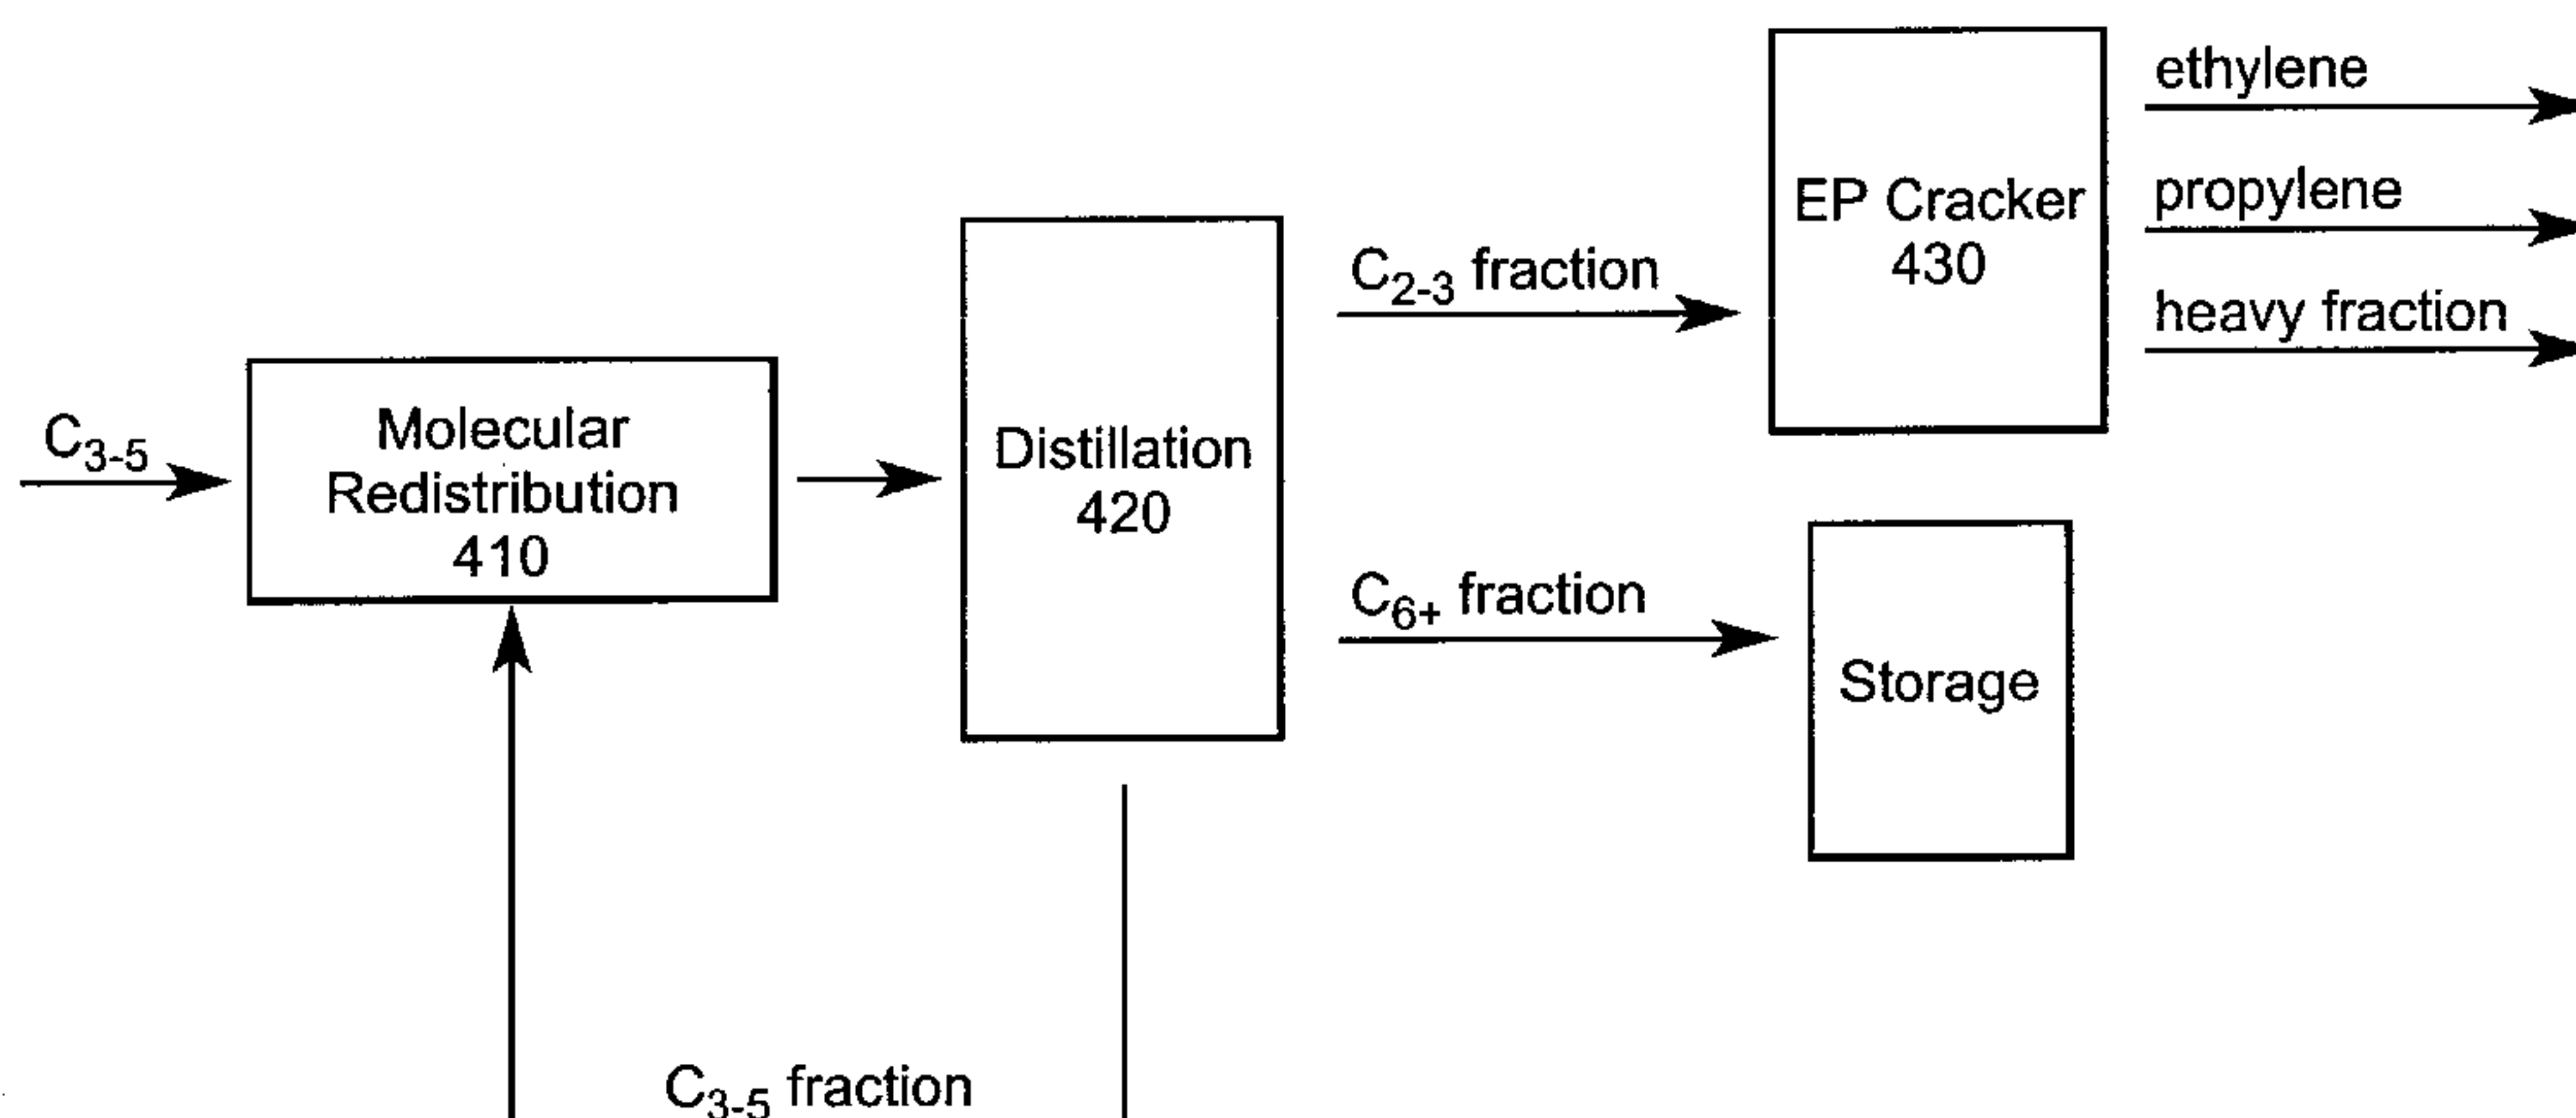 C3-5
Molecular
Redistribution
410
Distillation
420
C2-3 fraction
C6+ fraction
EP Cracker
430
ethylene
propylene
heavy fraction
Storage
C3-5 fraction